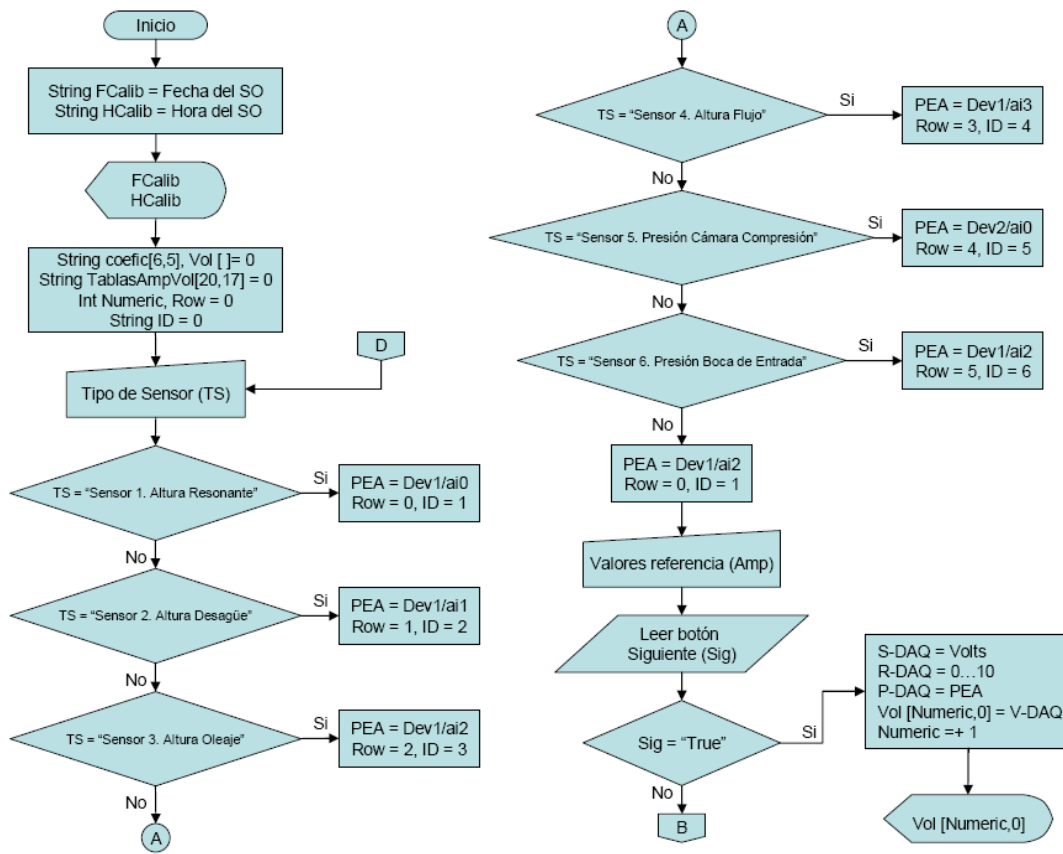 Inicio
String FCalib = Fecha del SO
String HCalib = Hora del SO
FCalib
HCalib
String coefic[6,5], Vol [ ]= 0
String TablasAmpVol[20,17] = 0
Int Numeric, Row = 0
String ID = 0
D
Tipo de Sensor (TS)
TS = “Sensor 1. Altura Resonante”
Si
PEA = Dev1/ai0
Row = 0, ID = 1
No
TS = “Sensor 2. Altura Desagüe”
Si
PEA = Dev1/ai1
Row = 1, ID = 2
No
TS = “Sensor 3. Altura Oleaje”
Si
PEA = Dev1/ai2
Row = 2, ID = 3
No
A
A
TS = “Sensor 4. Altura Flujo”
Si
PEA = Dev1/ai3
Row = 3, ID = 4
No
TS = “Sensor 5. Presión Cámara Compresión”
Si
PEA = Dev2/ai0
Row = 4, ID = 5
No
TS = “Sensor 6. Presión Boca de Entrada”
Si
PEA = Dev1/ai2
Row = 5, ID = 6
No
PEA = Dev1/ai2
Row = 0, ID = 1
Valores referencia (Amp)
Leer botón
Siguiente (Sig)
Sig = “True”
Si
S-DAQ = Volts
R-DAQ = 0...10
P-DAQ = PEA
Vol [Numeric,0] = V-DAQ
Numeric =+ 1
Vol [Numeric,0]
No
B